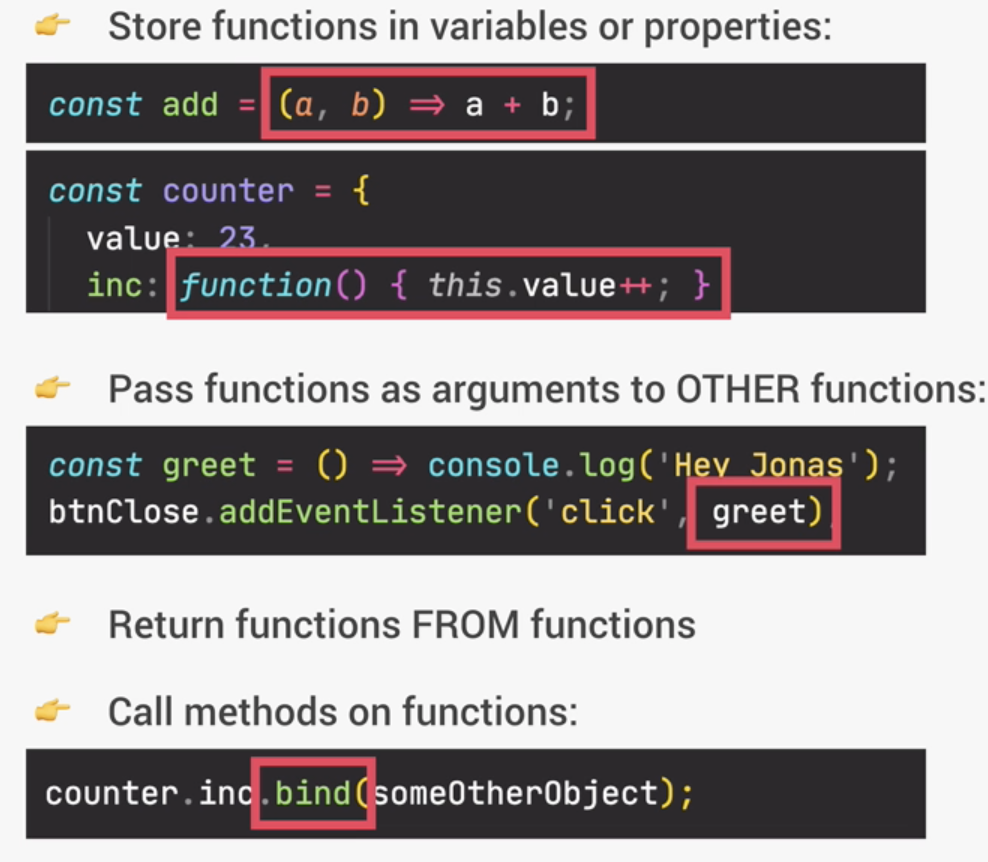 👉 Store functions in variables or properties:
const add = (a, b) => a + b;
const counter = {
value: 23,
inc: function() { this.value++; }
👉 Pass functions as arguments to OTHER functions:
const greet = () => console.log('Hey Jonas');
btnClose.addEventListener('click', greet)
👉 Return functions FROM functions
👉 Call methods on functions:
counter.inc.bind(someOtherObject);